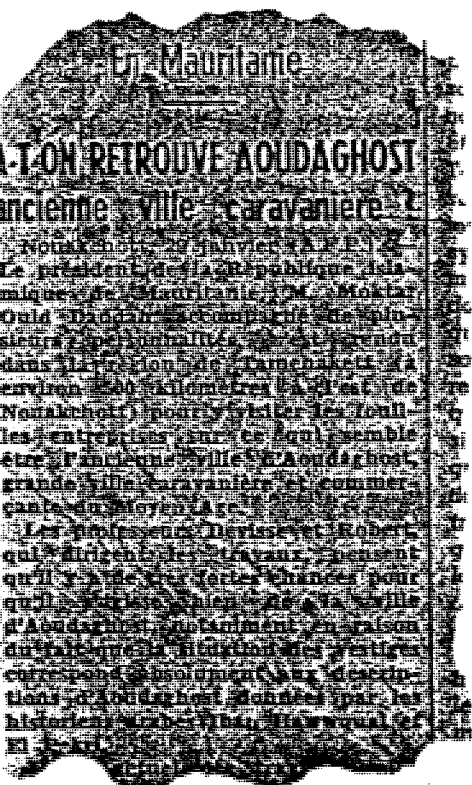 En Mauritanie
A-T-ON RETROUVE AOUDAGHOST
ancienne ville caravanière ?
Nouakchott, 29 janvier (A.F.P.) —
Le président de la République isla-
mique de Mauritanie, M. Moktar
Ould Daddah accompagné de plu-
sieurs personnalités, s'est rendu
dans la région de (à
environ kilomètres à l'est de
Nouakchott) pour y visiter les fouil-
les entreprises sur ce qui semble
être l'ancienne ville d'Aoudaghost,
grande ville caravanière et commer-
çante du Moyen Age.
Les professeurs Devisse et Robert,
qui dirigent les travaux, pensent
qu'il y a de très fortes chances pour
qu'il s'agisse bien de la ville
d'Aoudaghost, notamment en raison
du fait que la situation des vestiges
correspond absolument aux descrip-
tions d'Aoudaghost données par les
historiens arabes Ibn Hawwqual et
El